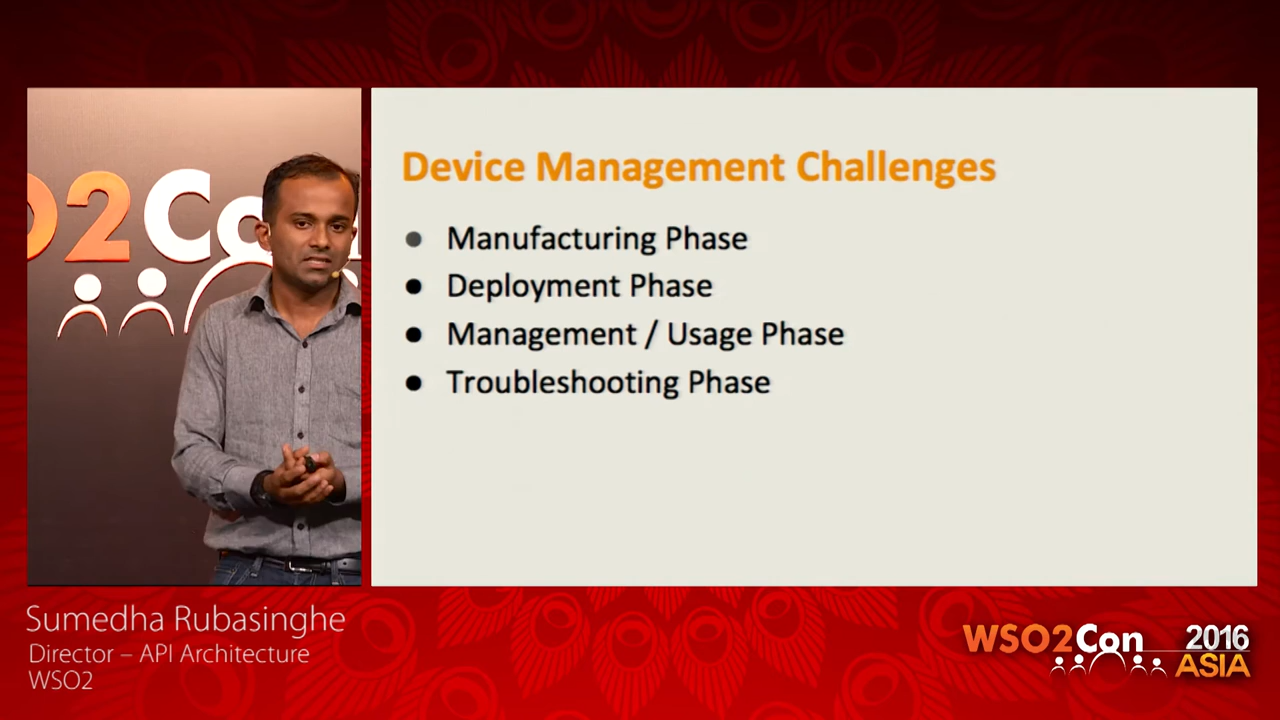 O2Con
Device Management Challenges
● Manufacturing Phase
● Deployment Phase
● Management / Usage Phase
● Troubleshooting Phase
Sumedha Rubasinghe
Director – API Architecture
WSO2
WSO2Con 2016
ASIA